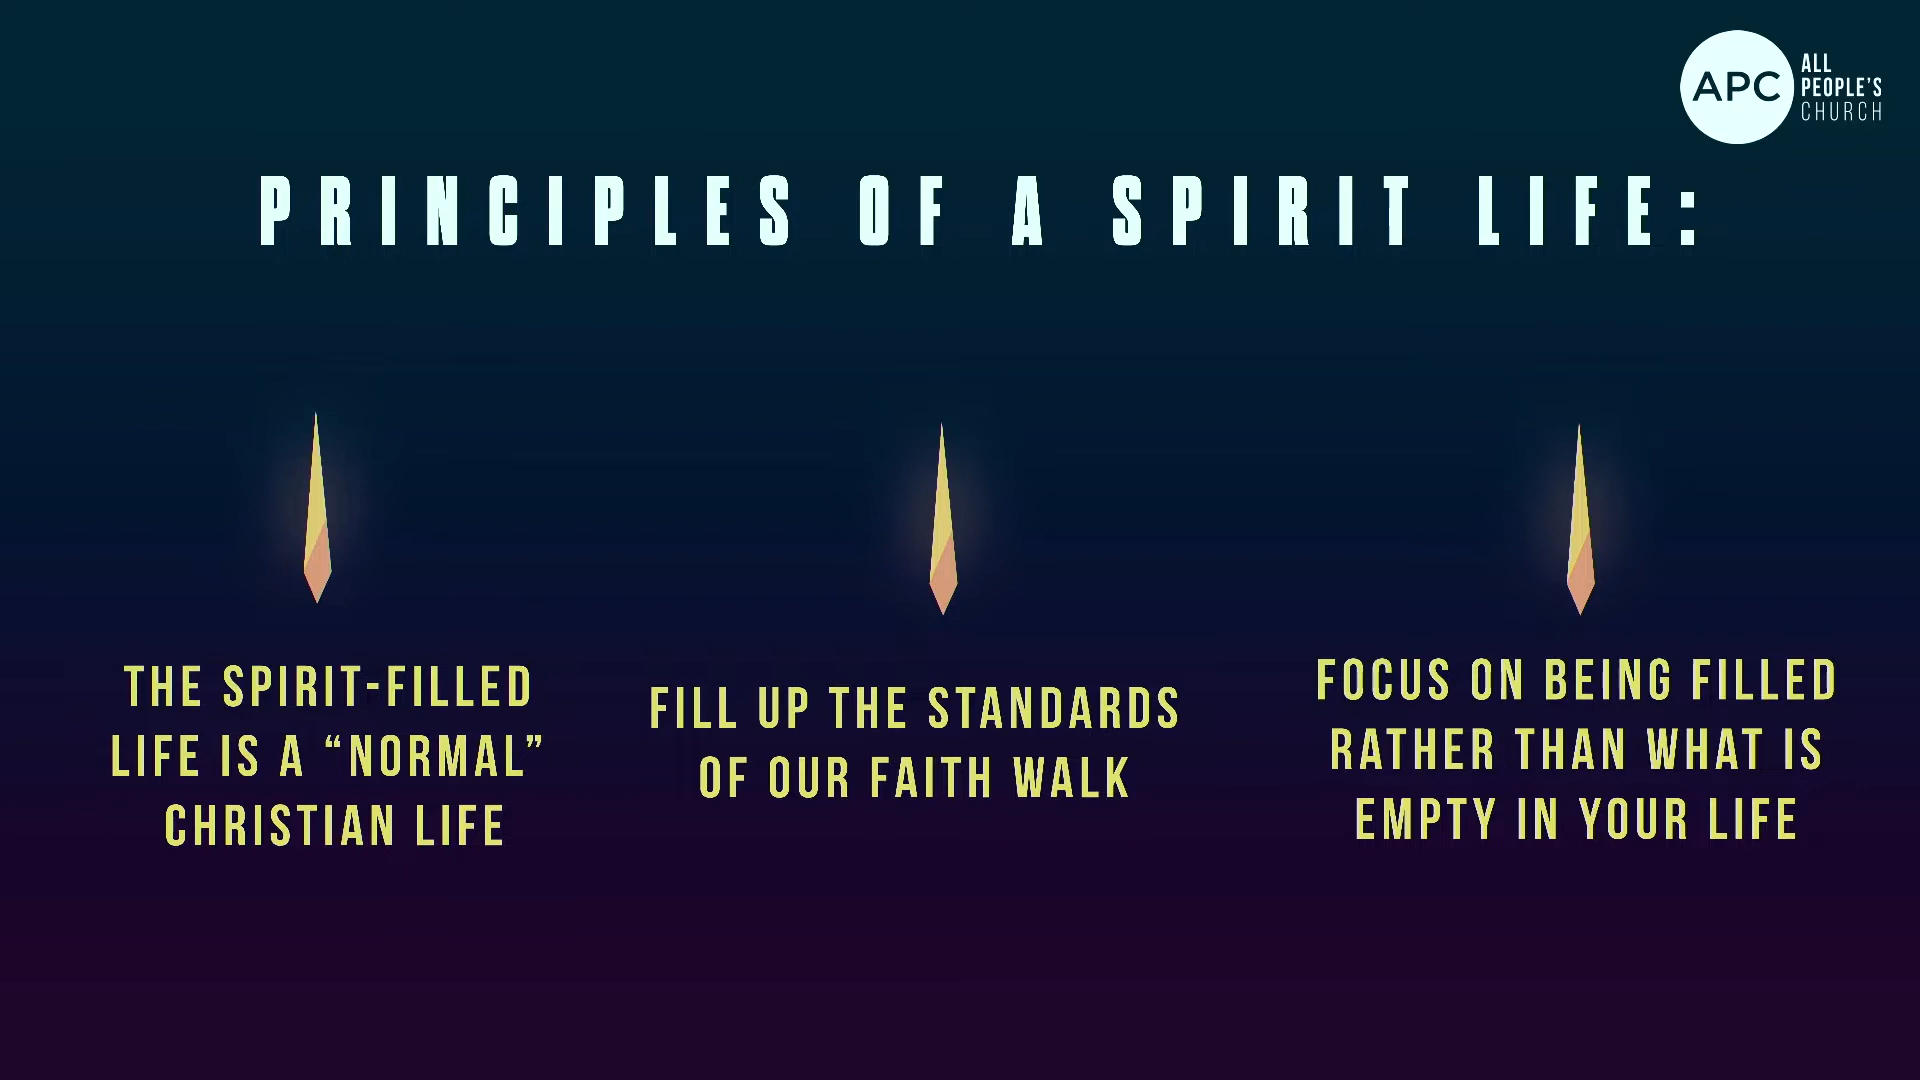 APC
ALL
PEOPLE'S
CHURCH
PRINCIPLES OF A SPIRIT LIFE:
THE SPIRIT-FILLED
LIFE IS A “NORMAL”
CHRISTIAN LIFE
FILL UP THE STANDARDS
OF OUR FAITH WALK
FOCUS ON BEING FILLED
RATHER THAN WHAT IS
EMPTY IN YOUR LIFE